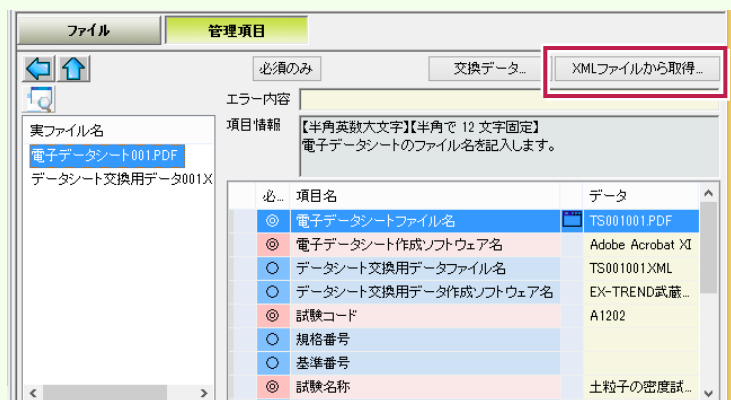 ファイル
管理項目
必須のみ
交換データ...
XMLファイルから取得...
エラー内容
項目情報
【半角英数大文字】【半角で 12 文字固定】
電子データシートのファイル名を記入します。
実ファイル名
電子データシート001.PDF
データシート交換用データ001.X
必... 項目名 データ
◎ 電子データシートファイル名 TS001001.PDF
◎ 電子データシート作成ソフトウェア名 Adobe Acrobat XI
○ データシート交換用データファイル名 TS001001.XML
○ データシート交換用データ作成ソフトウェア名 EX-TREND武蔵...
◎ 試験コード A1202
○ 規格番号
○ 基準番号
◎ 試験名称 土粒子の密度試...